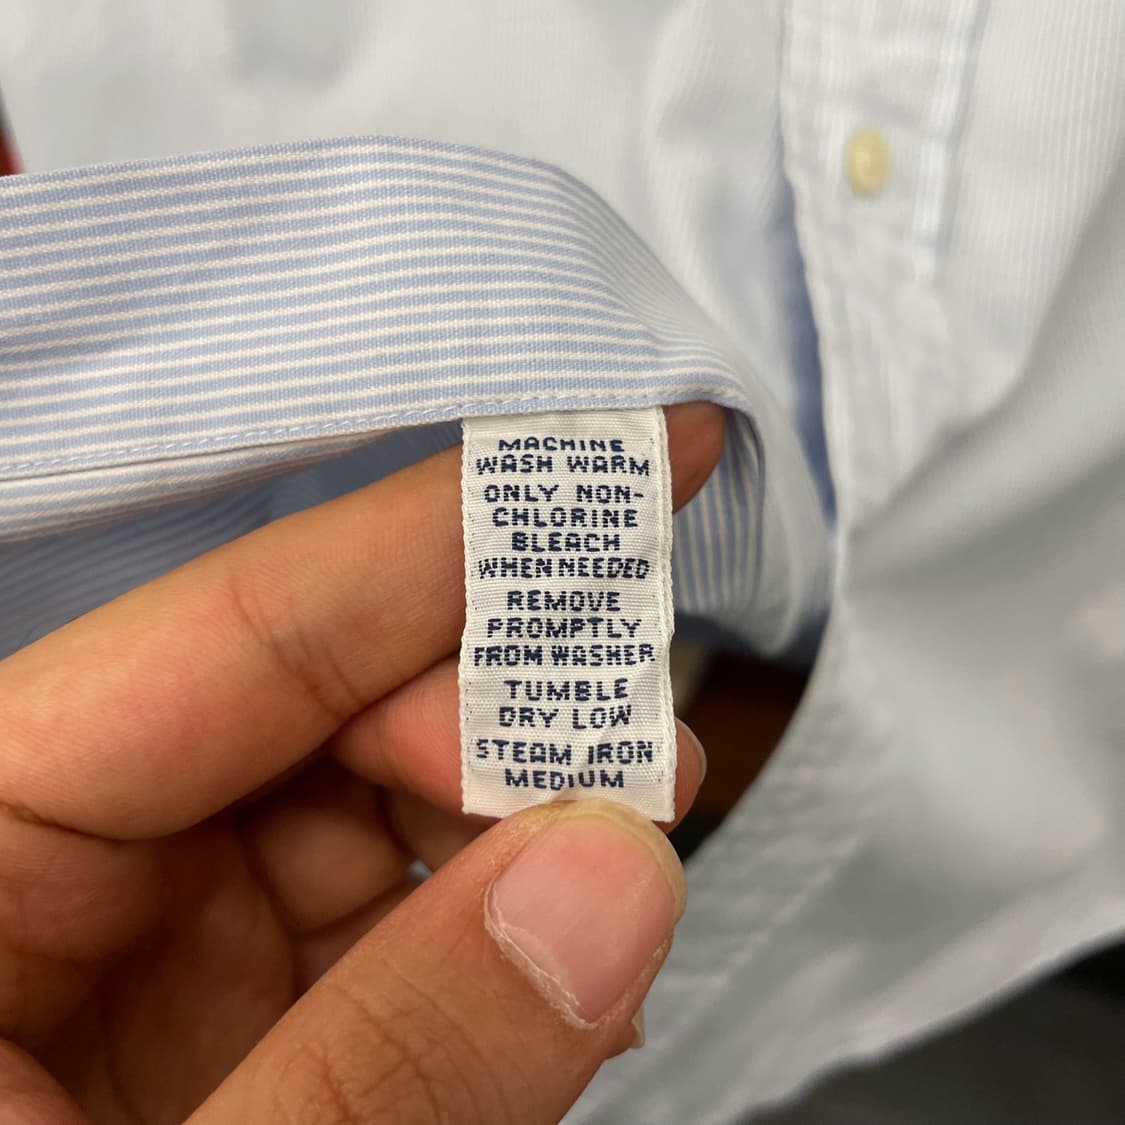 MACHINE
WASH WARM
ONLY NON-
CHLORINE
BLEACH
WHEN NEEDED
REMOVE
PROMPTLY
FROM WASHER
TUMBLE
DRY LOW
STEAM IRON
MEDIUM